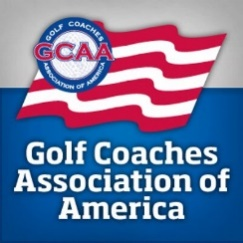 GOLF COACHES
GCAA
ASSOCIATION OF AMERICA
Golf Coaches
Association of
America